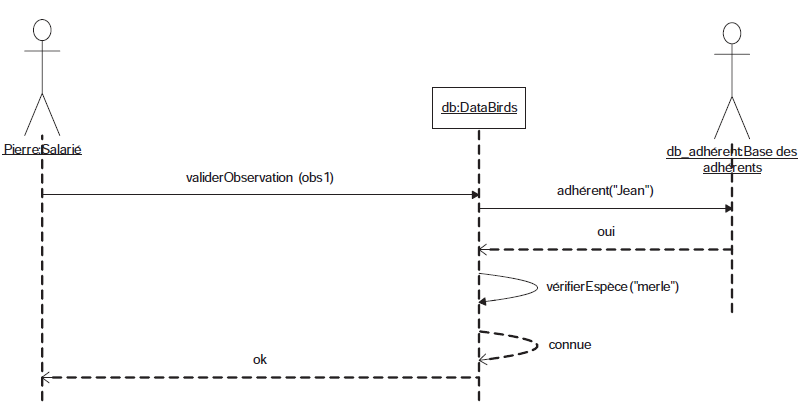 db:DataBirds
Pierre:Salarié
db_adhérent:Base des
adhérents
validerObservation (obs1)
adhérent("Jean")
oui
vérifierEspèce ("merle")
connue
ok